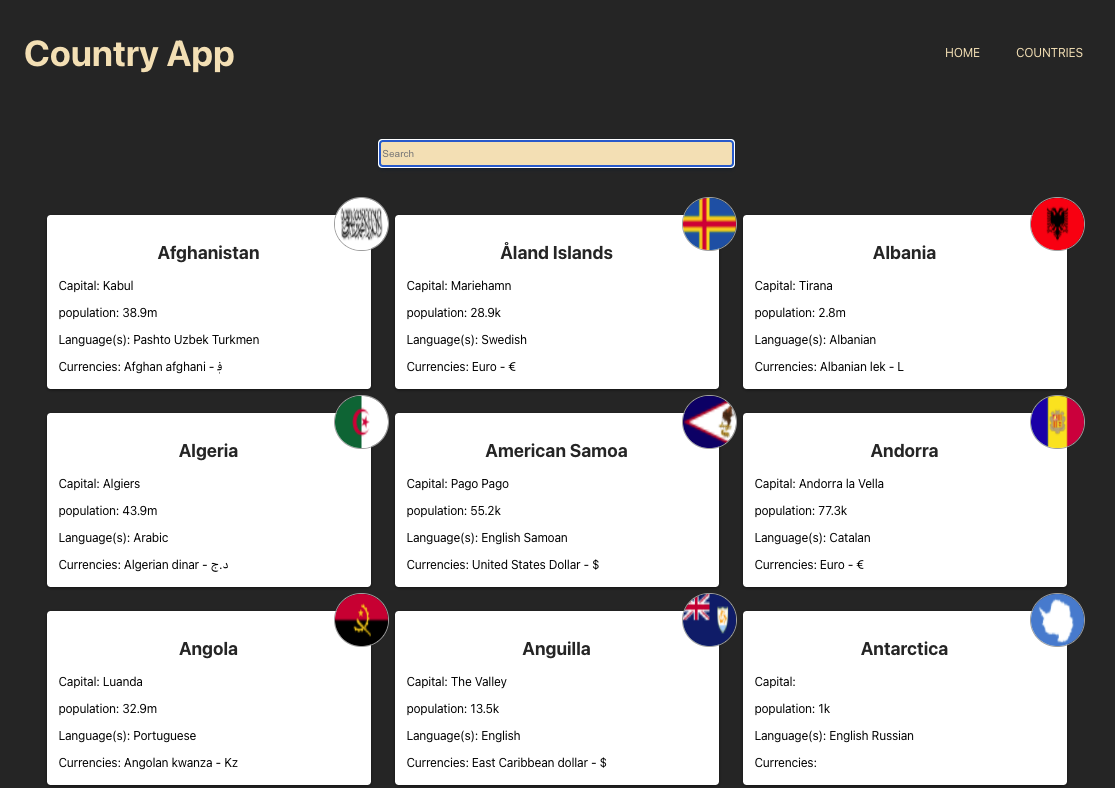 Country App
HOME COUNTRIES
Search
Afghanistan
Capital: Kabul
population: 38.9m
Language(s): Pashto Uzbek Turkmen
Currencies: Afghan afghani - ؋
Åland Islands
Capital: Mariehamn
population: 28.9k
Language(s): Swedish
Currencies: Euro - €
Albania
Capital: Tirana
population: 2.8m
Language(s): Albanian
Currencies: Albanian lek - L
Algeria
Capital: Algiers
population: 43.9m
Language(s): Arabic
Currencies: Algerian dinar - د.ج
American Samoa
Capital: Pago Pago
population: 55.2k
Language(s): English Samoan
Currencies: United States Dollar - $
Andorra
Capital: Andorra la Vella
population: 77.3k
Language(s): Catalan
Currencies: Euro - €
Angola
Capital: Luanda
population: 32.9m
Language(s): Portuguese
Currencies: Angolan kwanza - Kz
Anguilla
Capital: The Valley
population: 13.5k
Language(s): English
Currencies: East Caribbean dollar - $
Antarctica
Capital:
population: 1k
Language(s): English Russian
Currencies: